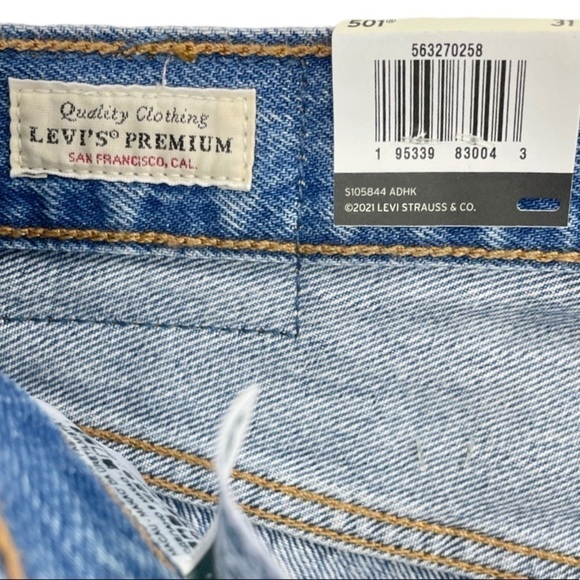 Quality Clothing
LEVI'S® PREMIUM
SAN FRANCISCO, CAL.
501® 31
563270258
1 95339 83004 3
S105844 ADHK
©2021 LEVI STRAUSS & CO.